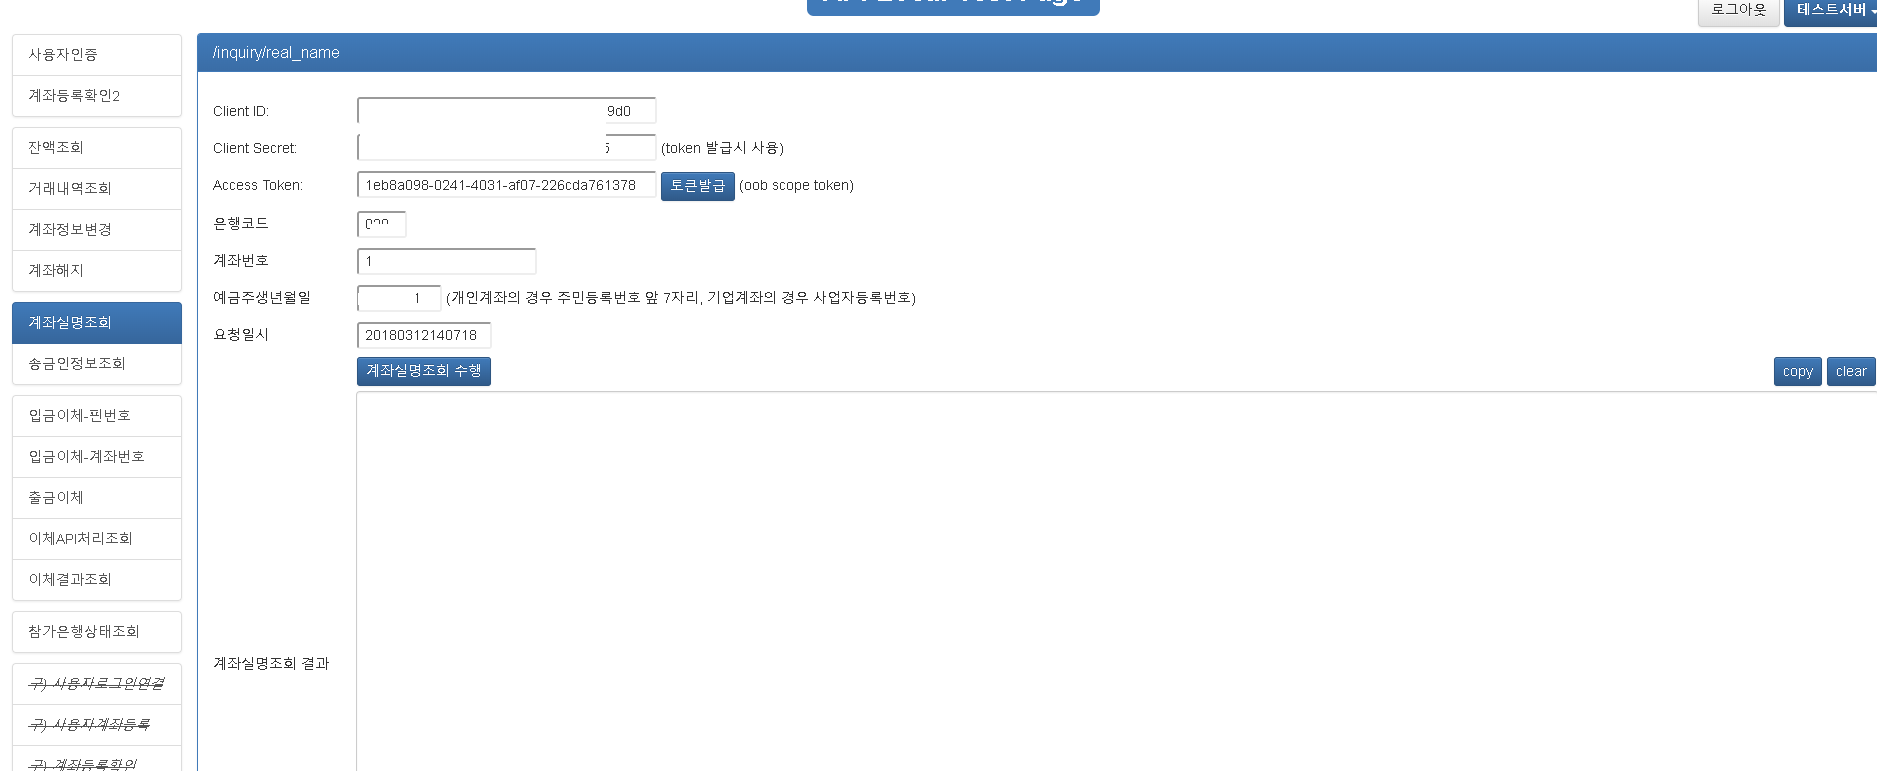 로그아웃
테스트서버
사용자인증
계좌등록확인2
잔액조회
거래내역조회
계좌정보변경
계좌해지
계좌실명조회
송금인정보조회
입금이체-핀번호
입금이체-계좌번호
출금이체
이체API처리조회
이체결과조회
참가은행상태조회
구) 사용자로그인연결
구) 사용자계좌등록
구) 계좌등록확인
/inquiry/real_name
Client ID: 9d0
Client Secret: 5 (token 발급시 사용)
Access Token: 1eb8a098-0241-4031-af07-226cda761378 토큰발급 (oob scope token)
은행코드
계좌번호 1
예금주생년월일 1 (개인계좌의 경우 주민등록번호 앞 7자리, 기업계좌의 경우 사업자등록번호)
요청일시 20180312140718
계좌실명조회 수행 copy clear
계좌실명조회 결과